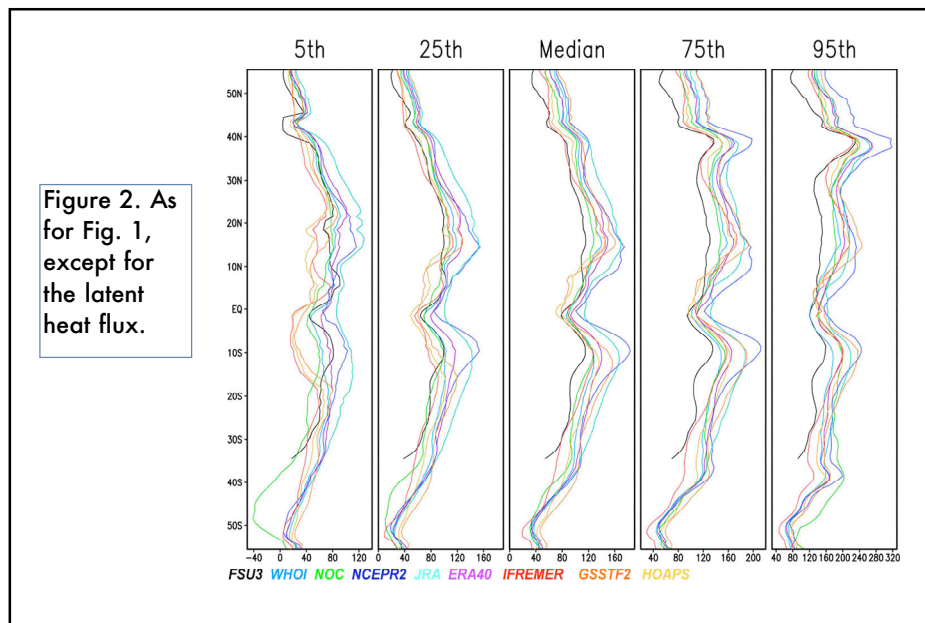 5th 25th Median 75th 95th
50N
40N
30N
20N
10N
EQ
10S
20S
30S
40S
50S
-40 0 40 80 120 0 40 80 120 160 0 40 80 120 160 0 40 80 120 160 200 40 80 120 160 200 240 280 320
FSU3 WHOI NOC NCEPR2 JRA ERA40 IFREMER GSSTF2 HOAPS
Figure 2. As
for Fig. 1,
except for
the latent
heat flux.